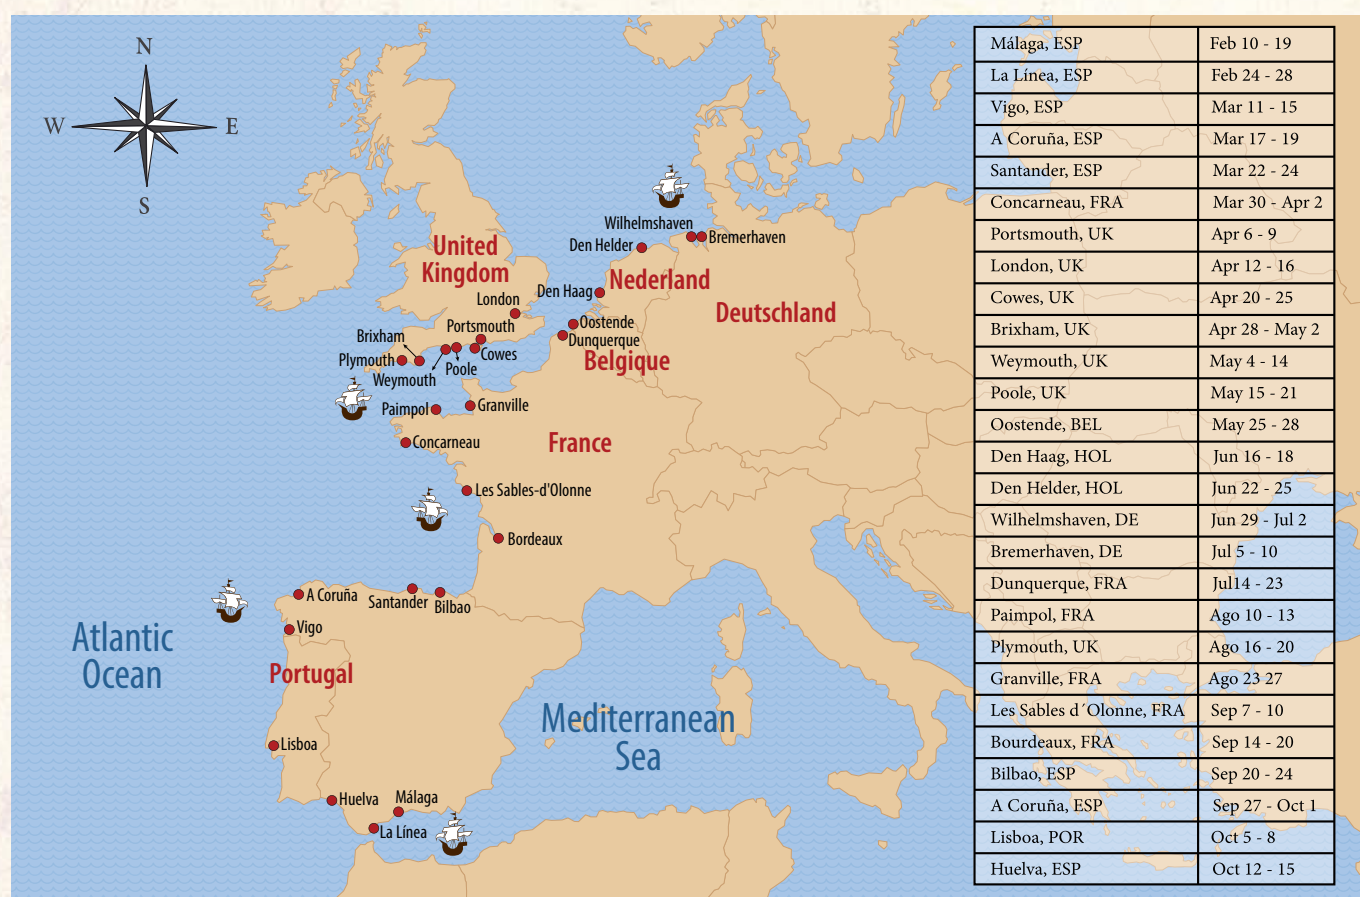 N
W
E
S
Wilhelmshaven
Bremerhaven
Den Helder
United
Kingdom
Nederland
Den Haag
London
Deutschland
Oostende
Portsmouth
Dunquerque
Brixham
Cowes
Plymouth
Belgique
Poole
Weymouth
Granville
Paimpol
Concarneau
France
Les Sables-d'Olonne
Bordeaux
A Coruña
Santander
Bilbao
Vigo
Atlantic
Ocean
Portugal
Mediterranean
Sea
Lisboa
Huelva
Málaga
La Línea
Málaga, ESP Feb 10 - 19
La Línea, ESP Feb 24 - 28
Vigo, ESP Mar 11 - 15
A Coruña, ESP Mar 17 - 19
Santander, ESP Mar 22 - 24
Concarneau, FRA Mar 30 - Apr 2
Portsmouth, UK Apr 6 - 9
London, UK Apr 12 - 16
Cowes, UK Apr 20 - 25
Brixham, UK Apr 28 - May 2
Weymouth, UK May 4 - 14
Poole, UK May 15 - 21
Oostende, BEL May 25 - 28
Den Haag, HOL Jun 16 - 18
Den Helder, HOL Jun 22 - 25
Wilhelmshaven, DE Jun 29 - Jul 2
Bremerhaven, DE Jul 5 - 10
Dunquerque, FRA Jul14 - 23
Paimpol, FRA Ago 10 - 13
Plymouth, UK Ago 16 - 20
Granville, FRA Ago 23 27
Les Sables d´Olonne, FRA Sep 7 - 10
Bourdeaux, FRA Sep 14 - 20
Bilbao, ESP Sep 20 - 24
A Coruña, ESP Sep 27 - Oct 1
Lisboa, POR Oct 5 - 8
Huelva, ESP Oct 12 - 15